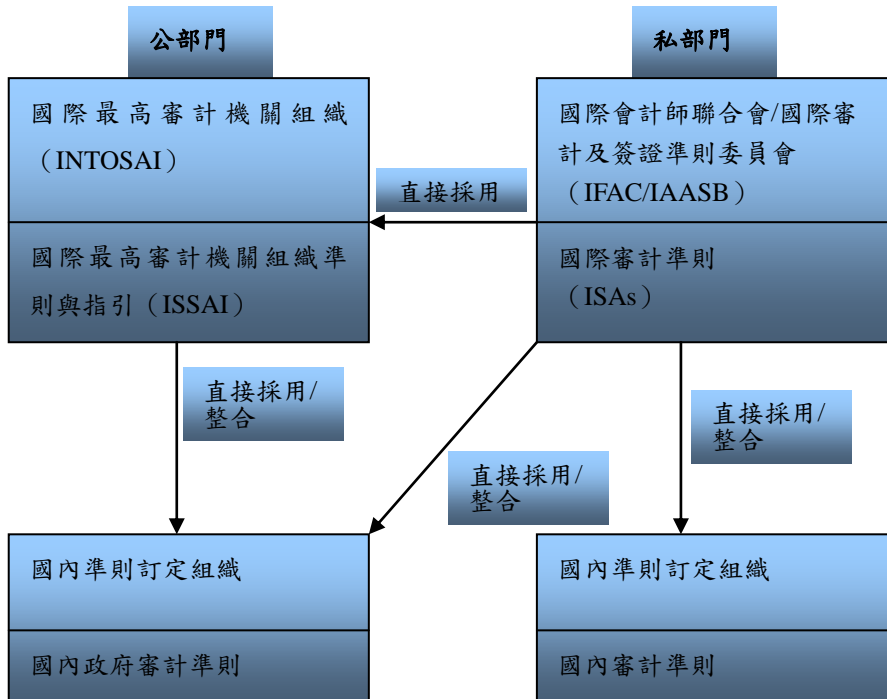 公部門
私部門
國際最高審計機關組織
（INTOSAI）
國際會計師聯合會/國際審
計及簽證準則委員會
（IFAC/IAASB）
直接採用
國際最高審計機關組織準
則與指引（ISSAI）
國際審計準則
（ISAs）
直接採用/
整合
直接採用/
整合
直接採用/
整合
國內準則訂定組織
國內準則訂定組織
國內政府審計準則
國內審計準則